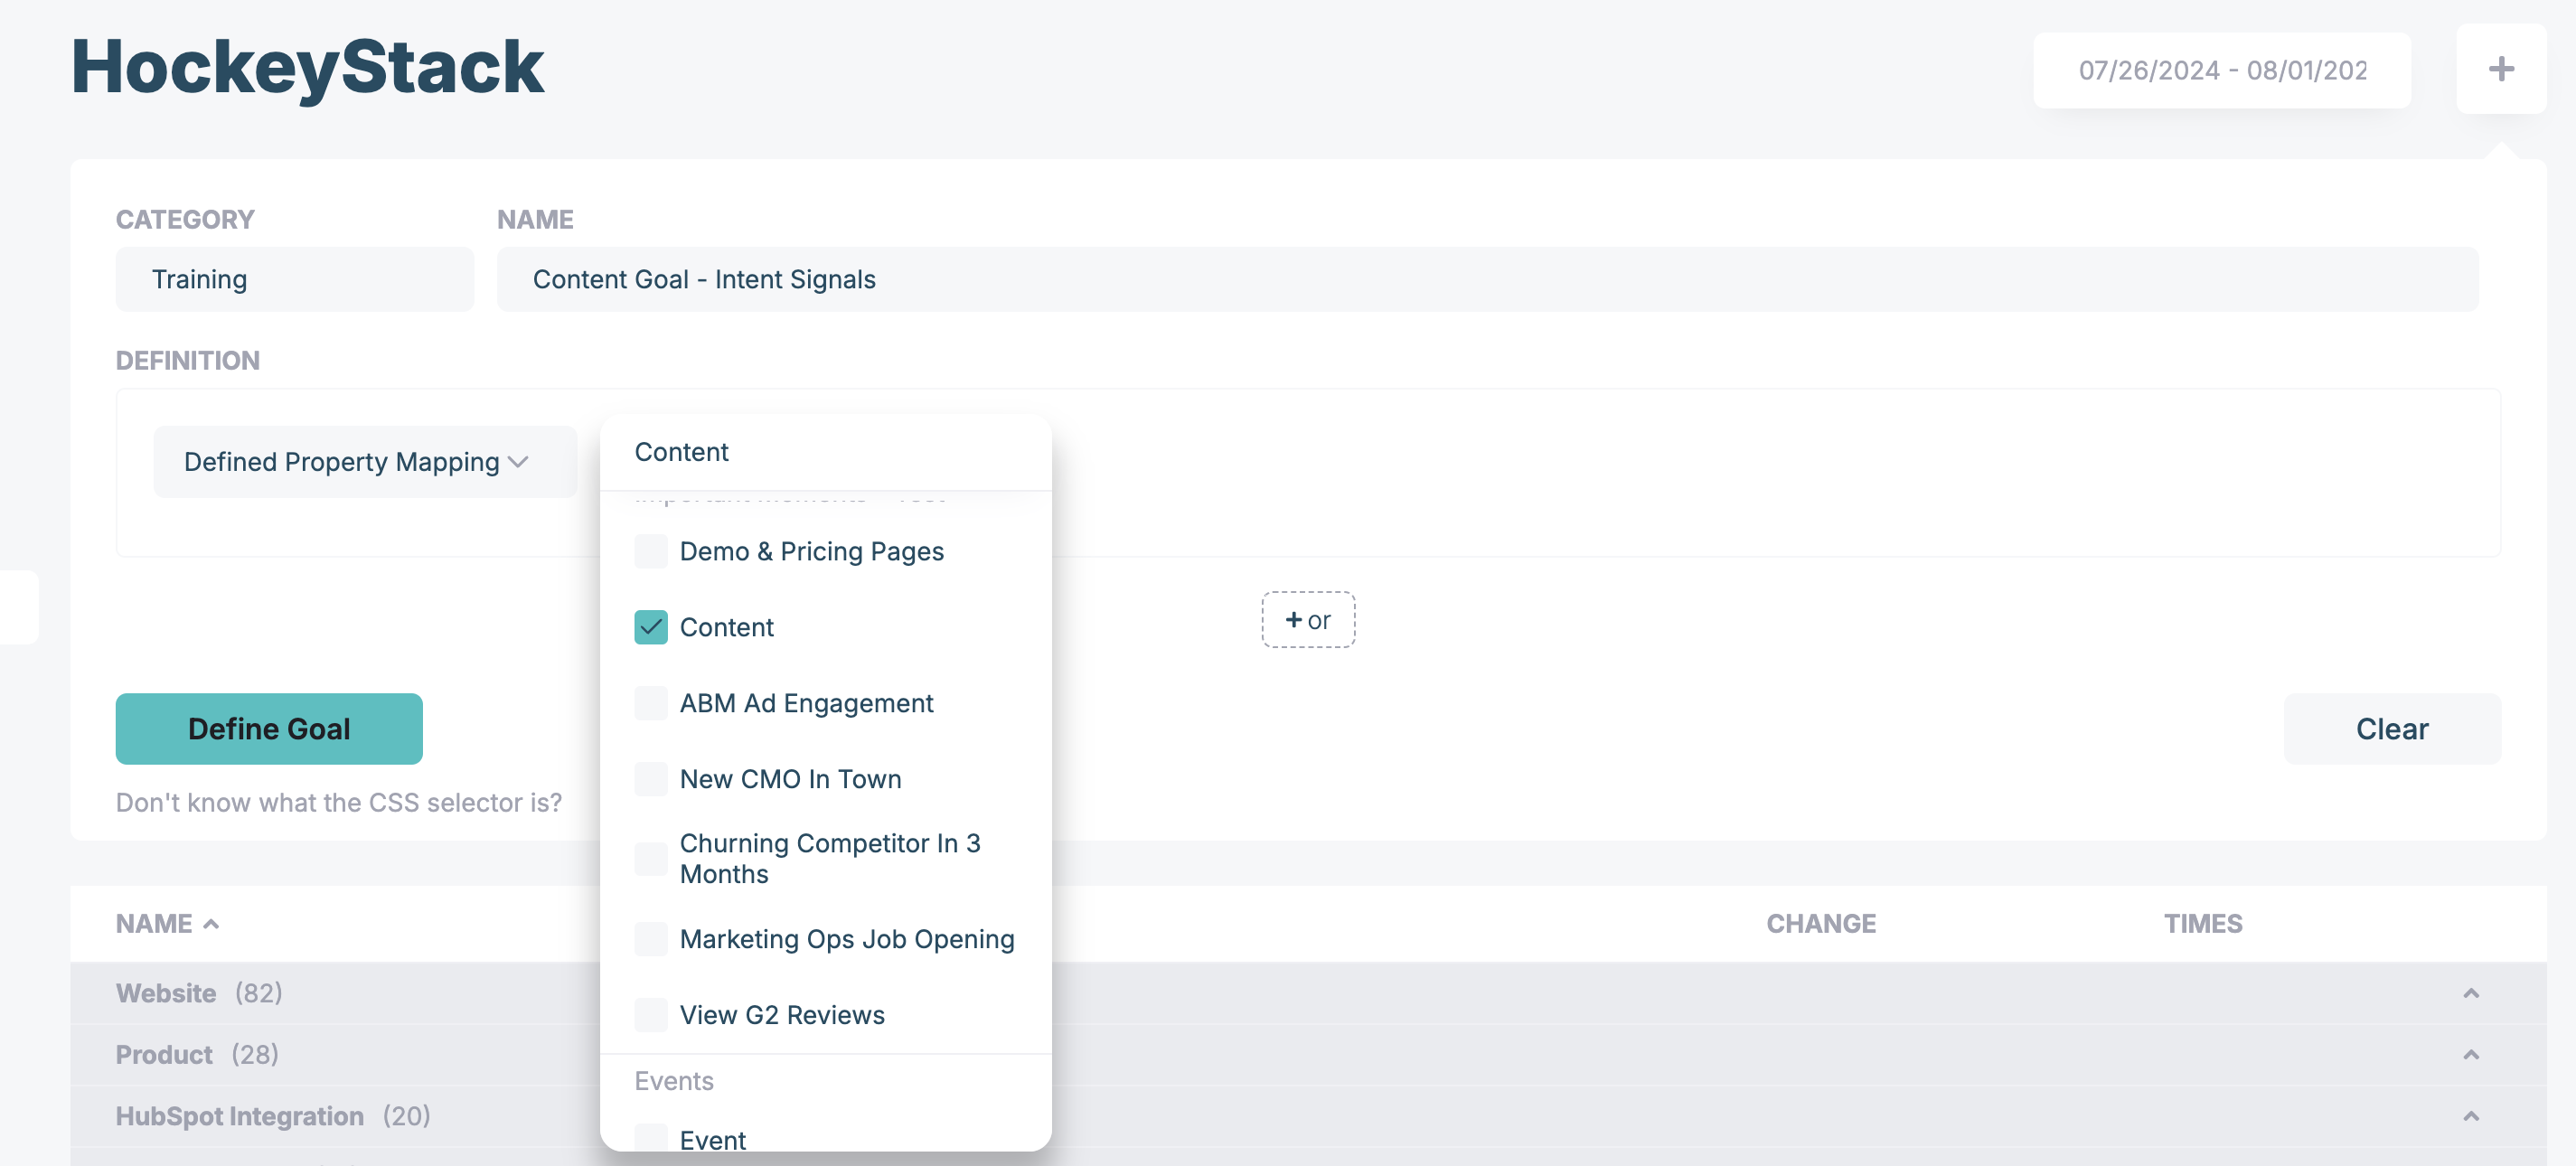 HockeyStack
07/26/2024 - 08/01/202
+
CATEGORY
NAME
Training
Content Goal - Intent Signals
DEFINITION
Defined Property Mapping
Content
Demo & Pricing Pages
Content
ABM Ad Engagement
New CMO In Town
Churning Competitor In 3
Months
Marketing Ops Job Opening
View G2 Reviews
Events
Event
+ or
Define Goal
Clear
Don't know what the CSS selector is?
NAME
CHANGE
TIMES
Website (82)
Product (28)
HubSpot Integration (20)